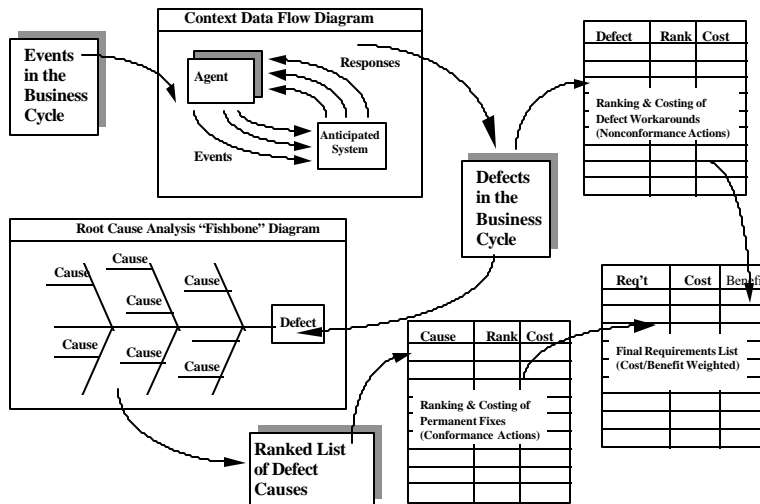 Events
in the
Business
Cycle
Context Data Flow Diagram
Agent
Responses
Events
Anticipated
System
Defects
in the
Business
Cycle
Defect Rank Cost
Ranking & Costing of
Defect Workarounds
(Nonconformance Actions)
Root Cause Analysis “Fishbone” Diagram
Cause
Cause
Cause
Cause
Cause
Cause
Cause
Defect
Ranked List
of Defect
Causes
Cause Rank Cost
Ranking & Costing of
Permanent Fixes
(Conformance Actions)
Req't Cost Benefi
Final Requirements List
(Cost/Benefit Weighted)